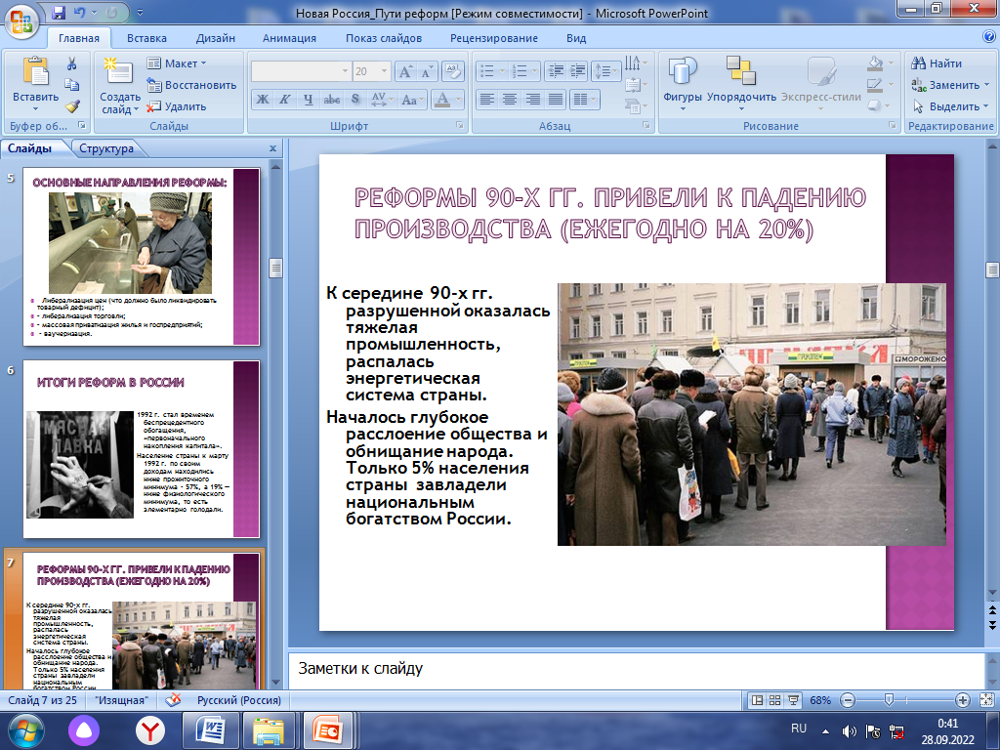 Новая Россия_Пути реформ [Режим совместимости] - Microsoft PowerPoint
Главная Вставка Дизайн Анимация Показ слайдов Рецензирование Вид
Вставить
Буфер об...
Создать слайд
Макет
Восстановить
Удалить
Слайды
20
Ж К Ч abc S AV Aa A
Шрифт
Абзац
Фигуры Упорядочить Экспресс-стили
Рисование
Найти
Заменить
Выделить
Редактирование
Слайды Структура
5
ОСНОВНЫЕ НАПРАВЛЕНИЯ РЕФОРМЫ:
Либерализация цен (что должно было ликвидировать
товарный дефицит);
- либерализация торговли;
- массовая приватизация жилья и госпредприятий;
- ваучеризация.
6
ИТОГИ РЕФОРМ В РОССИИ
МЯСНАЯ
ЛАВКА
1992 г. стал временем
беспрецедентного
обогащения,
«первоначального
накопления капитала».
Население страны к марту
1992 г. по своим
доходам находились
ниже прожиточного
минимума - 57%, а 19% —
ниже физиологического
минимума, то есть
элементарно голодали.
7
РЕФОРМЫ 90-Х ГГ. ПРИВЕЛИ К ПАДЕНИЮ
ПРОИЗВОДСТВА (ЕЖЕГОДНО НА 20%)
К середине 90-х гг.
разрушенной оказалась
тяжелая
промышленность,
распалась
энергетическая
система страны.
Началось глубокое
расслоение общества и
обнищание народа.
Только 5% населения
страны завладели
национальным
богатством России.
РЕФОРМЫ 90-Х ГГ. ПРИВЕЛИ К ПАДЕНИЮ
ПРОИЗВОДСТВА (ЕЖЕГОДНО НА 20%)
К середине 90-х гг.
разрушенной оказалась
тяжелая
промышленность,
распалась
энергетическая
система страны.
Началось глубокое
расслоение общества и
обнищание народа.
Только 5% населения
страны завладели
национальным
богатством России.
МОРОЖЕНО
Заметки к слайду
Слайд 7 из 25 "Изящная" Русский (Россия) 68%
RU
0:41
28.09.2022